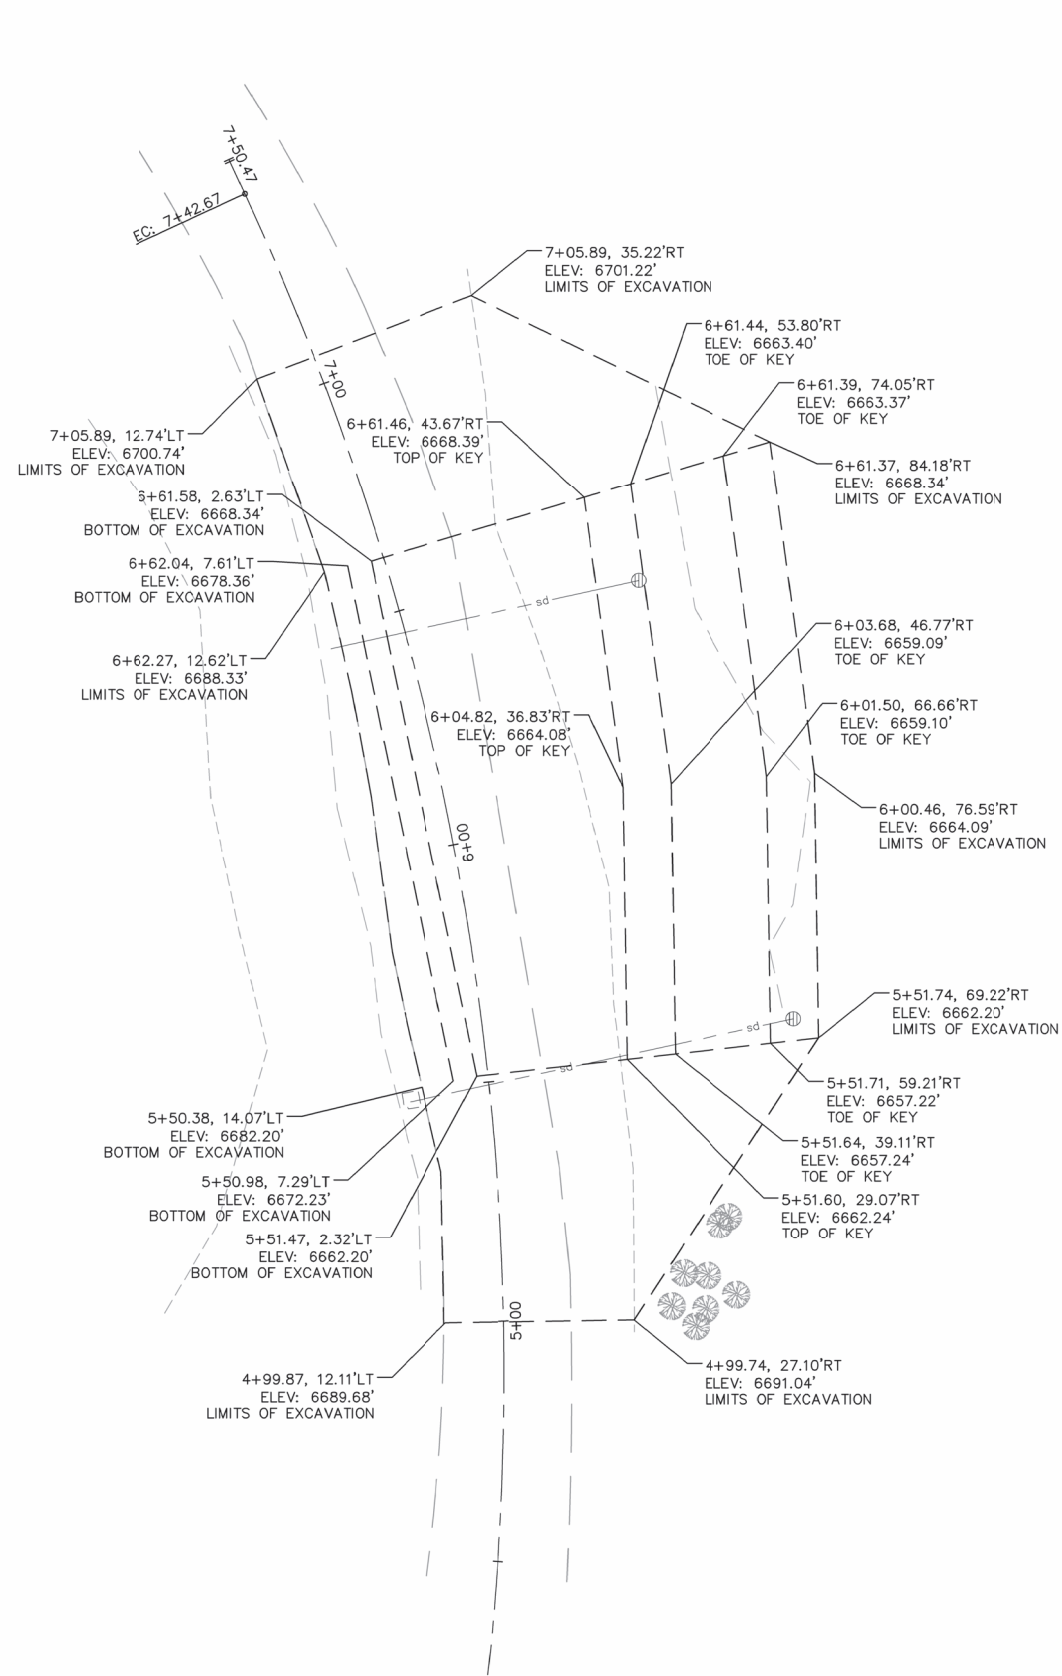 7+50.47
EC: 7+42.67
7+05.89, 35.22'RT
ELEV: 6701.22'
LIMITS OF EXCAVATION
6+61.44, 53.80'RT
ELEV: 6663.40'
TOE OF KEY
7+00
6+61.39, 74.05'RT
ELEV: 6663.37'
TOE OF KEY
6+61.46, 43.67'RT
ELEV: 6668.39'
TOP OF KEY
7+05.89, 12.74'LT
ELEV: 6700.74'
LIMITS OF EXCAVATION
6+61.37, 84.18'RT
ELEV: 6668.34'
LIMITS OF EXCAVATION
6+61.58, 2.63'LT
ELEV: 6668.34'
BOTTOM OF EXCAVATION
6+62.04, 7.61'LT
ELEV: 6678.36'
BOTTOM OF EXCAVATION
sd
6+03.68, 46.77'RT
ELEV: 6659.09'
TOE OF KEY
6+62.27, 12.62'LT
ELEV: 6688.33'
LIMITS OF EXCAVATION
6+01.50, 66.66'RT
ELEV: 6659.10'
TOE OF KEY
6+04.82, 36.83'RT
ELEV: 6664.08'
TOP OF KEY
6+00.46, 76.59'RT
ELEV: 6664.09'
LIMITS OF EXCAVATION
6+00
5+51.74, 69.22'RT
ELEV: 6662.20'
LIMITS OF EXCAVATION
sd
sd
5+51.71, 59.21'RT
ELEV: 6657.22'
TOE OF KEY
5+50.38, 14.07'LT
ELEV: 6682.20'
BOTTOM OF EXCAVATION
5+51.64, 39.11'RT
ELEV: 6657.24'
TOE OF KEY
5+50.98, 7.29'LT
ELEV: 6672.23'
BOTTOM OF EXCAVATION
5+51.60, 29.07'RT
ELEV: 6662.24'
TOP OF KEY
5+51.47, 2.32'LT
ELEV: 6662.20'
BOTTOM OF EXCAVATION
5+00
4+99.87, 12.11'LT
ELEV: 6689.68'
LIMITS OF EXCAVATION
4+99.74, 27.10'RT
ELEV: 6691.04'
LIMITS OF EXCAVATION